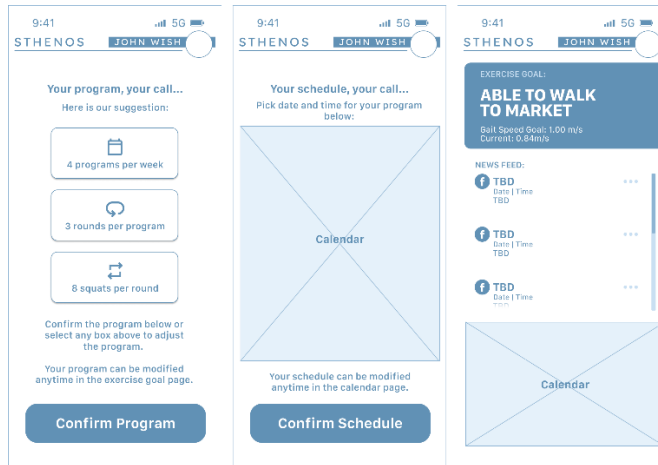 9:41
5G
STHENOS
JOHN WISH
Your program, your call...
Here is our suggestion:
4 programs per week
3 rounds per program
8 squats per round
Confirm the program below or
select any box above to adjust
the program.
Your program can be modified
anytime in the exercise goal page.
Confirm Program
9:41
5G
STHENOS
JOHN WISH
Your schedule, your call...
Pick date and time for your program
below:
Calendar
Your schedule can be modified
anytime in the calendar page.
Confirm Schedule
9:41
5G
STHENOS
JOHN WISH
EXERCISE GOAL:
ABLE TO WALK
TO MARKET
Gait Speed Goal: 1.00 m/s
Current: 0.84m/s
NEWS FEED:
TBD
Date | Time
TBD
TBD
Date | Time
TBD
TBD
Date | Time
TBD
Calendar